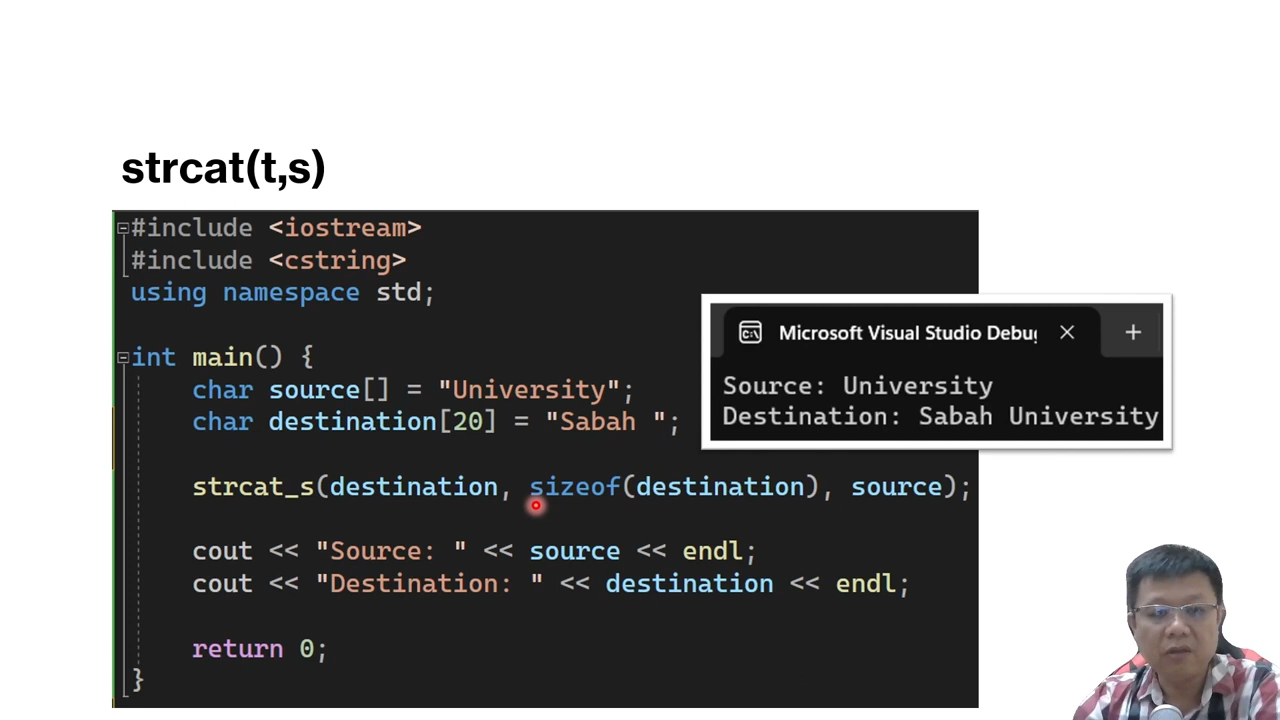 strcat(t,s)
#include <iostream>
#include <cstring>
using namespace std;
int main() {
char source[] = "University";
char destination[20] = "Sabah ";
strcat_s(destination, sizeof(destination), source);
cout << "Source: " << source << endl;
cout << "Destination: " << destination << endl;
return 0;
}
Microsoft Visual Studio Debug
Source: University
Destination: Sabah University